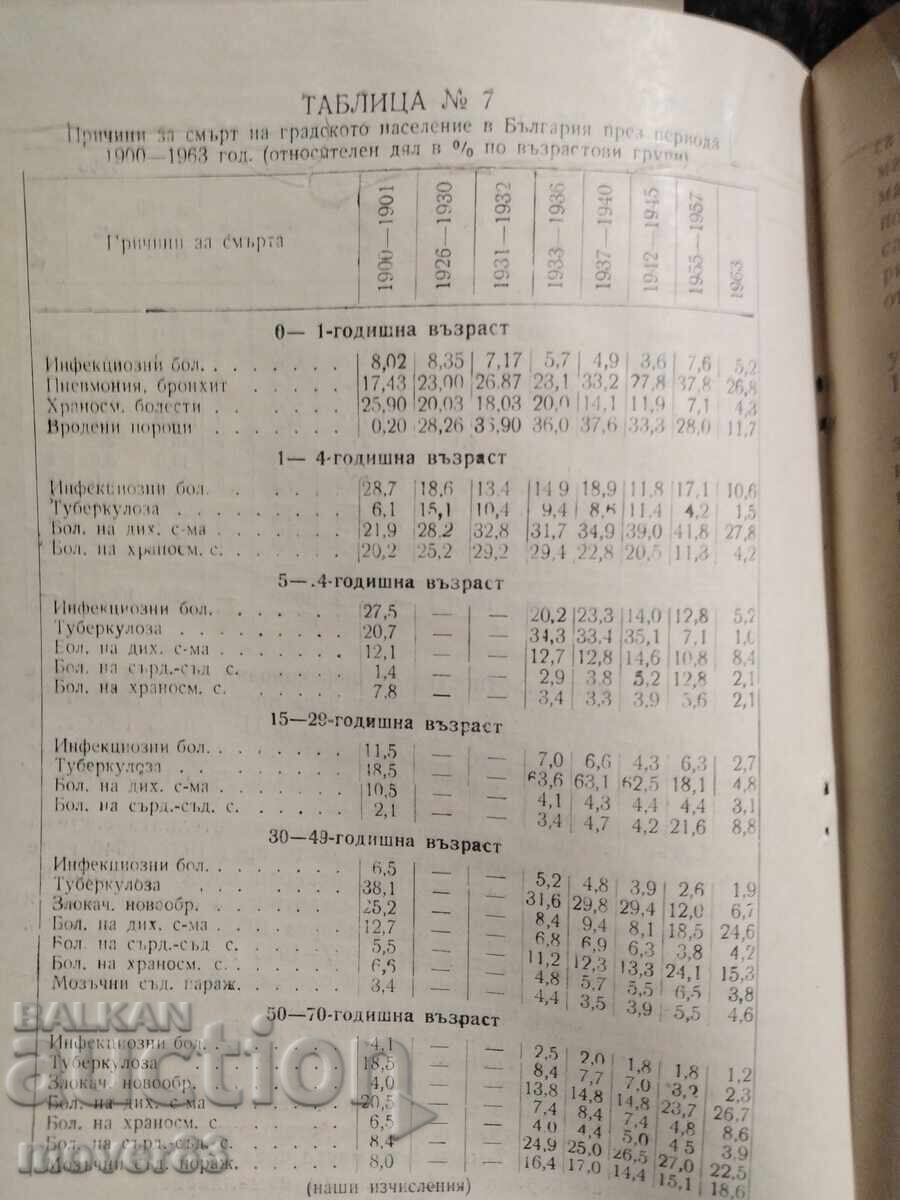 ТАБЛИЦА № 7
Причини за смърт на градското население в България през периода
1900—1963 год. (относителен дял в % по възрастови групи)
Причини за смъртта 1900—1901 1926—1930 1931—1932 1933—1936 1937—1940 1942—1945 1955—1957 1963
0— 1-годишна възраст
Инфекциозни бол. 8,02 8,35 7,17 5,7 4,9 3,6 7,6 5,2
Пневмония, бронхит 17,43 23,00 26,87 23,1 33,2 27,8 37,8 26,8
Храносм. болести 25,90 20,03 18,03 20,0 14,1 11,9 7,1 4,3
Вродени пороци 0,20 28,26 36,0 37,6 33,3 28,0 11,7
1— 4-годишна възраст
Инфекциозни бол. 28,7 18,6 13,4 14 9 18,9 11,8 17,1 10,6
Туберкулоза 6,1 15,1 10,4 9,4 8,6 11,4 4,2 1,5
Бол. на дих. с-ма 21,9 28,2 32,8 31,7 34,9 39,0 41,8 27,8
Бол. на храносм. с. 20,2 25,2 29,2 29,4 22,8 20,5 11,3 4,2
5—.4-годишна възраст
Инфекциозни бол. 27,5 — — 20,2 23,3 14,0 12,8 5,2
Туберкулоза 20,7 — — 34,3 33,4 35,1 7,1
Бол. на дих. с-ма 12,1 — — 12,7 12,8 14,6 10,8 8,4
Бол. на сърд.-съд с. 1,4 — — 2,9 3.8 5,2 12,8 2,1
Бол. на храносм. с. 7,8 — — 3,4 3,3 3,9 5,6 2,1
15—29-годишна възраст
Инфекциозни бол. 11,5 — — 7,0 6,6 4,3 6,3 2,7
Туберкулоза 18,5 — — 63,6 63,1 62,5 18,1 4,8
Бол. на дих. с-ма 10,5 — — 4,1 4,3 4,4 4,4 3,1
Бол. на сърд.-съд. с. 2,1 — — 3,4 4,7 4,2 21,6 8,8
30—49-годишна възраст
Инфекциозни бол. 6,5 — — 5,2 4,8 3,9 2,6 1,9
Туберкулоза 38,1 — — 31,6 29,8 29,4 12,0 6,7
Злокач. новообр. 25,2 — — 8,4 9,4 8,1 18,5 24,6
Бол. на дих. с-ма 12,7 — — 6,8 6,9 6,3 3,8 4,2
Бол. на сърд.-съд с. 5,5 — — 11,2 12,3 13,3 24,1 15,3
Бол. на храносм. с. 6,6 — — 4,8 5,7 5,5 6,5 3,8
Мозъчни съд. параж. 3,4 — — 4,4 3,5 3,9 5,5 4,6
50—70-годишна възраст
Инфекциозни бол. 4,1 — — 2,5 2,0 1,8 1,8 1,2
Туберкулоза 18,5 — — 8,4 7,7 7,0 3,2 2,3
Злокач. новообр. 4,0 — — 13,8 14,8 14,8 23,7 26,7
Бол. на дих. с-ма 20,5 — — 7,4 8,4 7,4 4,8 8,6
Бол. на храносм. с 6,5 — — 4 0 4,4 5,0 4 5 3,9
Бол. на сърд.-съд. с. 8,4 — — 24,9 25,0 26,5 27,0 22,5
Мозъчни съд. пораж. 8,0 — — 16,4 17,0 14,4 15,1 18,6
(наши изчисления)
BALKAN
auction